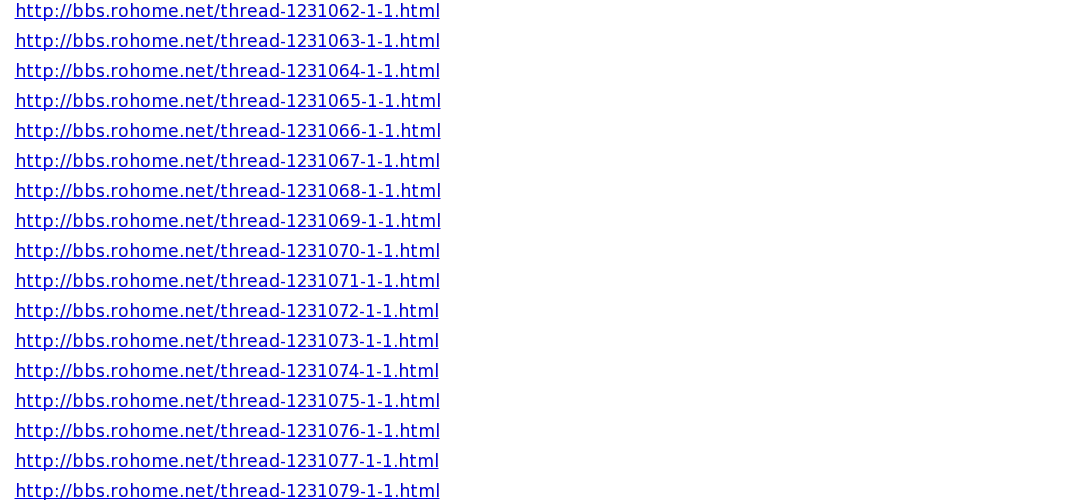 http://bbs.rohome.net/thread-1231062-1-1.html
http://bbs.rohome.net/thread-1231063-1-1.html
http://bbs.rohome.net/thread-1231064-1-1.html
http://bbs.rohome.net/thread-1231065-1-1.html
http://bbs.rohome.net/thread-1231066-1-1.html
http://bbs.rohome.net/thread-1231067-1-1.html
http://bbs.rohome.net/thread-1231068-1-1.html
http://bbs.rohome.net/thread-1231069-1-1.html
http://bbs.rohome.net/thread-1231070-1-1.html
http://bbs.rohome.net/thread-1231071-1-1.html
http://bbs.rohome.net/thread-1231072-1-1.html
http://bbs.rohome.net/thread-1231073-1-1.html
http://bbs.rohome.net/thread-1231074-1-1.html
http://bbs.rohome.net/thread-1231075-1-1.html
http://bbs.rohome.net/thread-1231076-1-1.html
http://bbs.rohome.net/thread-1231077-1-1.html
http://bbs.rohome.net/thread-1231079-1-1.html